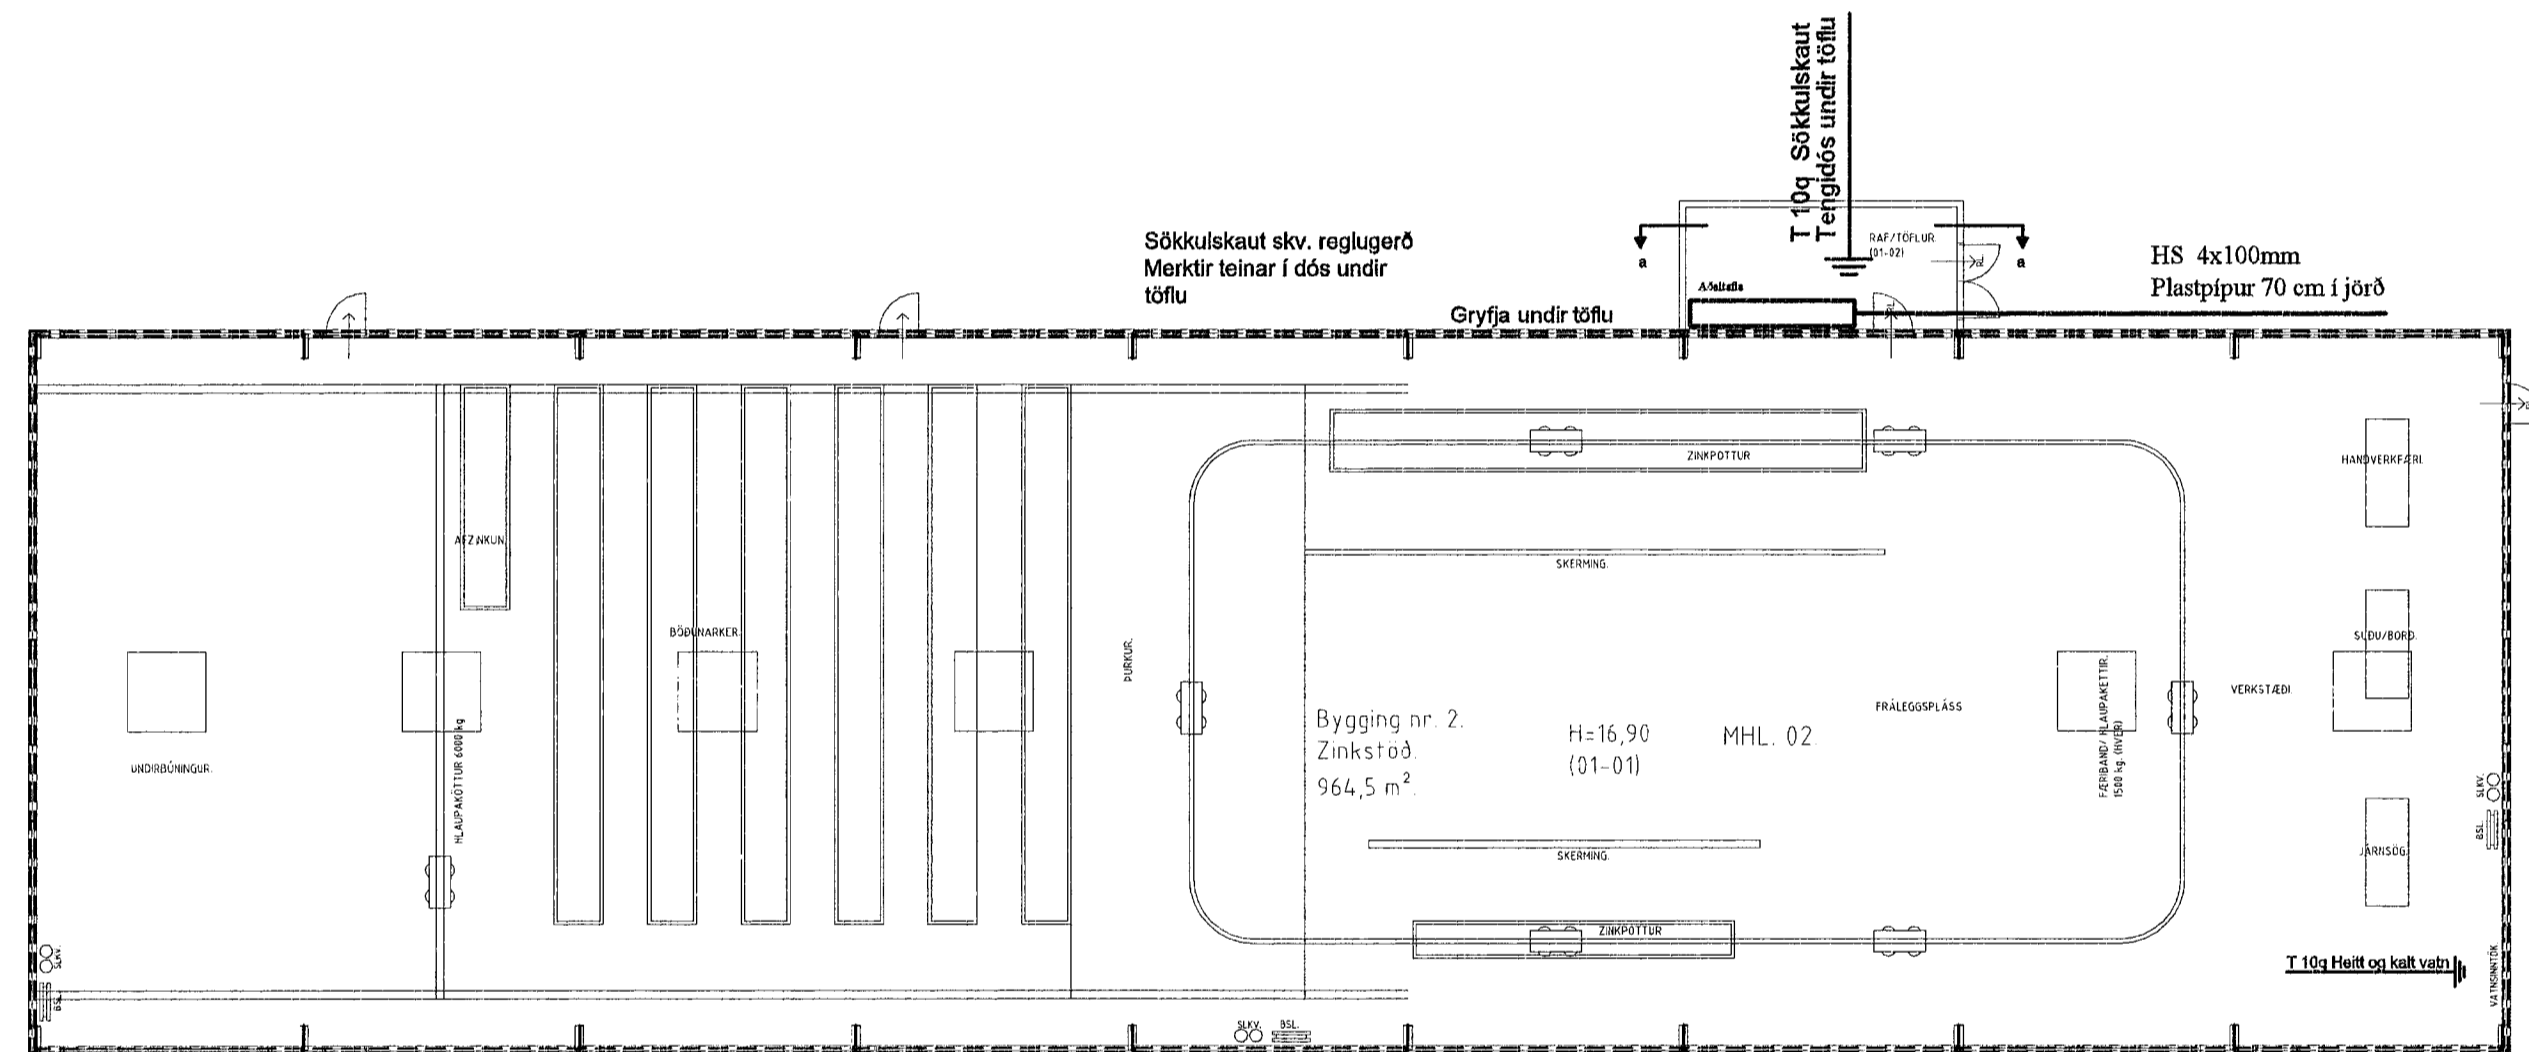 T 10q Sökkulskaut
Tengidós undir töflu
Sökkulskaut skv. reglugerð
Merktir teinar í dós undir
töflu
Gryfja undir töflu
RAF/TÖFLUR
(01-02)
a
a
Aðaltafla
HS 4x100mm
Plastpípur 70 cm í jörð
ZINKPOTTUR
HANDVERKFÆRI.
AFZINKUN
SKERMING.
BÖÐUNARKER.
ÞURKUR.
SUÐU/BORÐ.
UNDIRBÚNINGUR.
HLAUPAKÖTTUR 6000 kg
Bygging nr. 2.
Zinkstöð.
964,5 m².
H=16,90
(01-01)
MHL. 02
FRÁLEGGSPLÁSS
FÆRIBAND/ HLAUPAKETTIR.
1500 kg. (HVER)
VERKSTÆÐI.
SLKV.
BSL.
SKERMING.
JÁRNSÖG.
ZINKPOTTUR
SLKV.
BSL.
T 10q Heitt og kalt vatn
VATNSINNTÖK
SLKV.
BSL.